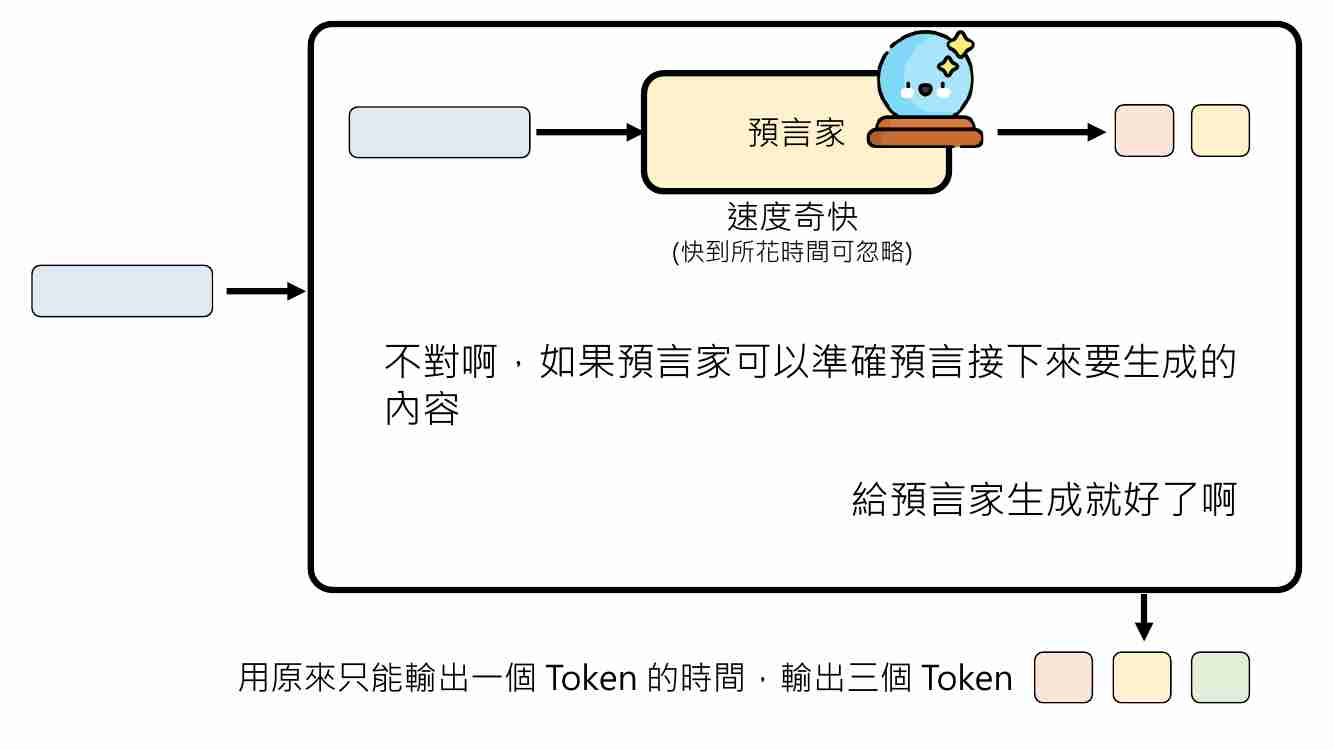 預言家
速度奇快
(快到所花時間可忽略)
不對啊，如果預言家可以準確預言接下來要生成的
內容
給預言家生成就好了啊
用原來只能輸出一個 Token 的時間，輸出三個 Token